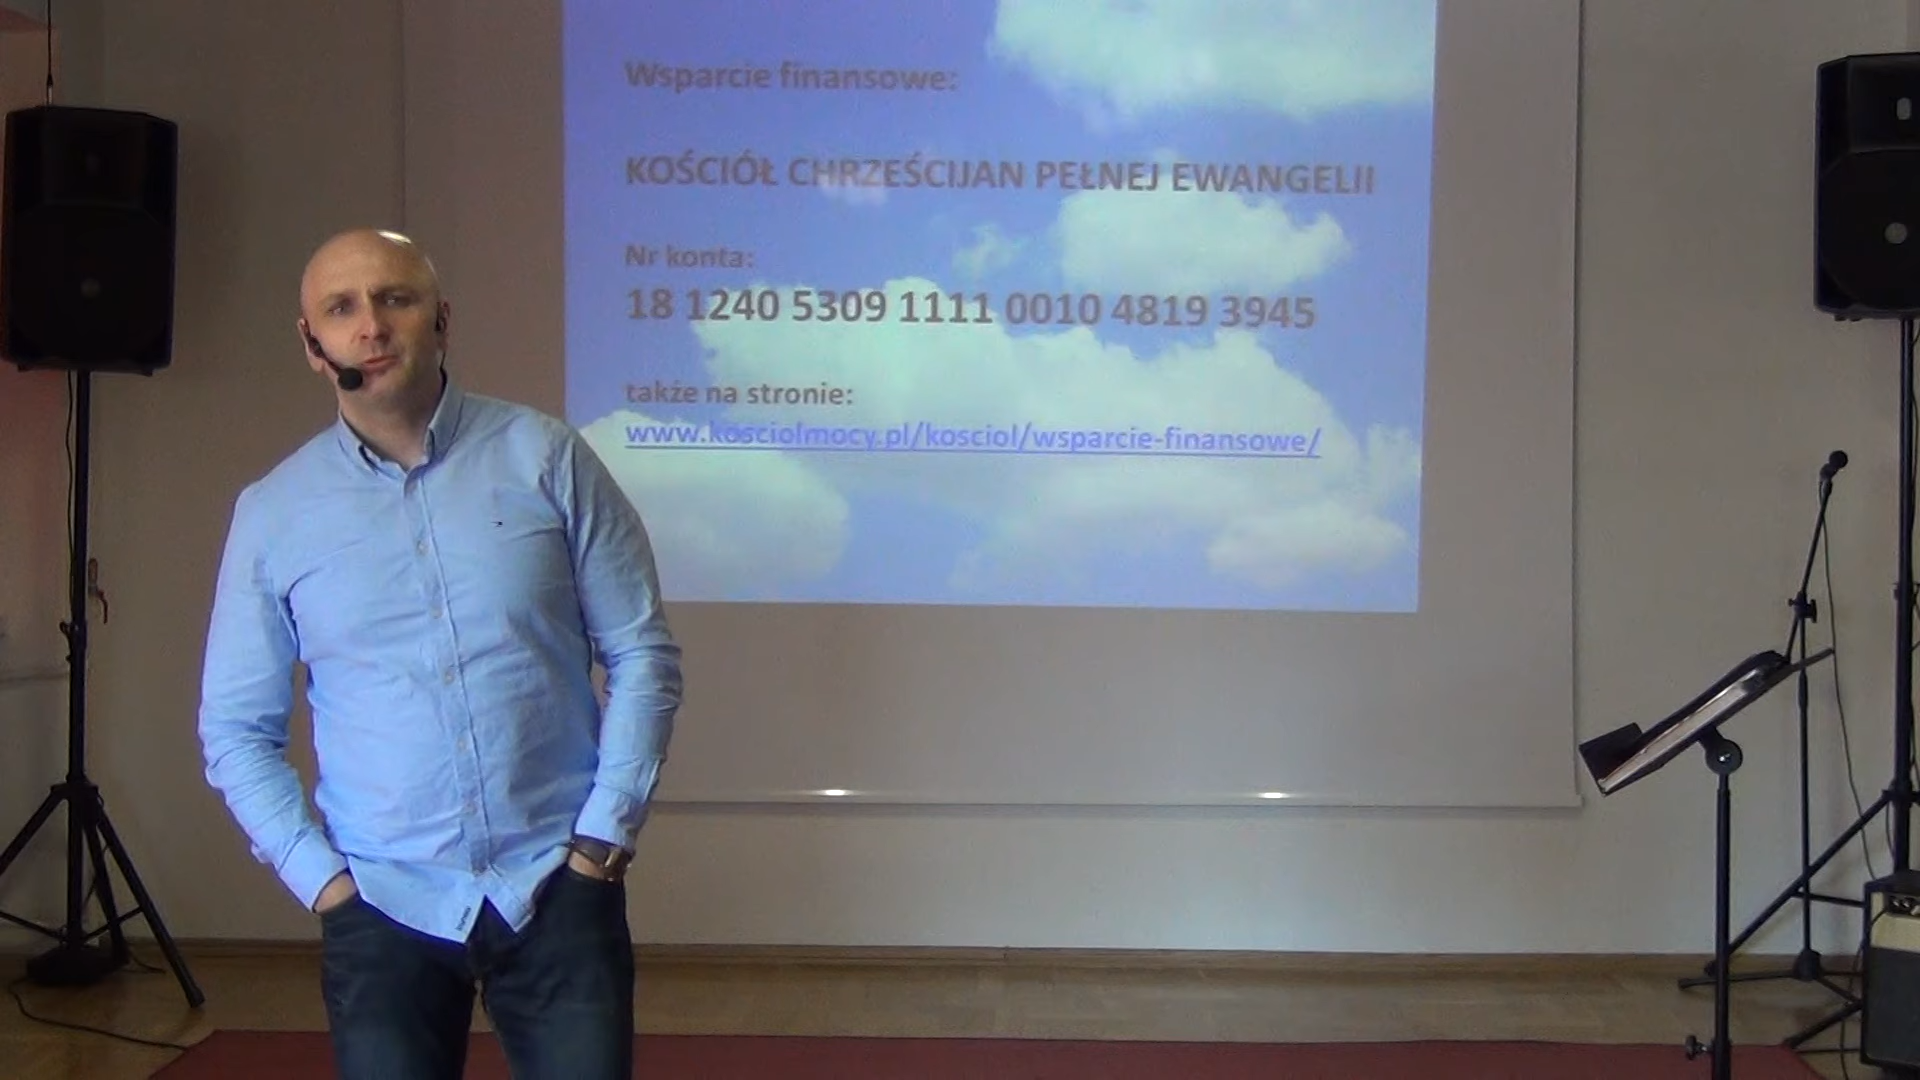 Wsparcie finansowe:
KOŚCIÓŁ CHRZEŚCIJAN PEŁNEJ EWANGELII
Nr konta:
18 1240 5309 1111 0010 4819 3945
także na stronie:
www.kosciolmocy.pl/kosciol/wsparcie-finansowe/